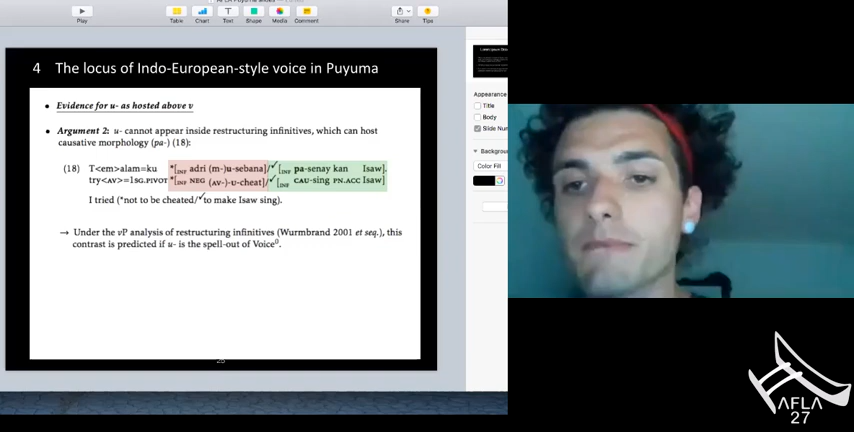 AFLA Puyuma slides
Play
Table
Chart
Text
Shape
Media
Comment
Share
Tips
4 The locus of Indo-European-style voice in Puyuma
• Evidence for u- as hosted above v
• Argument 2: u- cannot appear inside restructuring infinitives, which can host
causative morphology (pa-) (18):
(18) T<em>alam=ku *[INF adri (m-)u-sebana]/✓[INF pa-senay kan Isaw].
try<AV>=1SG.PIVOT *[INF NEG (AV-)-U-cheat]/✓[INF CAU-sing PN.ACC Isaw]
I tried (*not to be cheated/✓to make Isaw sing).
→ Under the vP analysis of restructuring infinitives (Wurmbrand 2001 et seq.), this
contrast is predicted if u- is the spell-out of Voice⁰.
Appearance
Title
Body
Slide Num
Background
Color Fill
AFLA
27